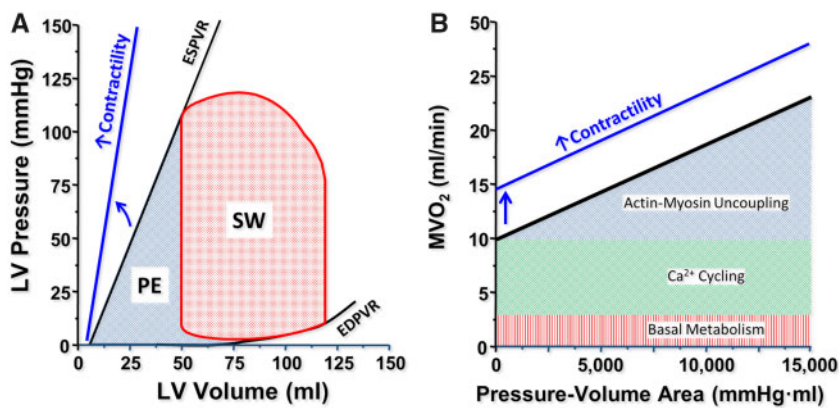 A
LV Pressure (mmHg)
150
125
100
75
50
25
0
↑Contractility
ESPVR
SW
PE
EDPVR
0 25 50 75 100 125 150
LV Volume (ml)
B
MVO₂ (ml/min)
30
25
20
15
10
5
0
↑Contractility
Actin-Myosin Uncoupling
Ca²⁺ Cycling
Basal Metabolism
0 5,000 10,000 15,000
Pressure-Volume Area (mmHg·ml)